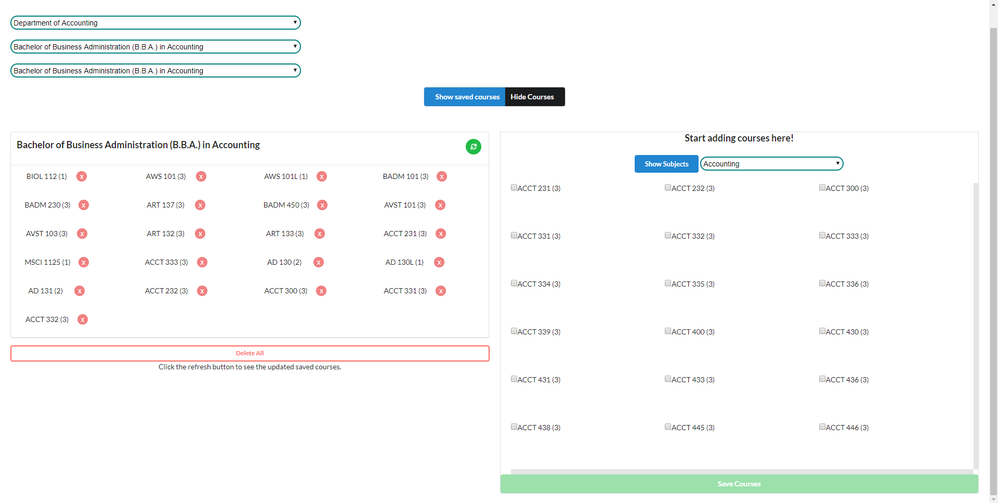 Department of Accounting
Bachelor of Business Administration (B.B.A.) in Accounting
Bachelor of Business Administration (B.B.A.) in Accounting
Show saved courses Hide Courses
Bachelor of Business Administration (B.B.A.) in Accounting
BIOL 112 (1) X AWS 101 (3) X AWS 101L (1) X BADM 101 (3) X
BADM 230 (3) X ART 137 (3) X BADM 450 (3) X AVST 101 (3) X
AVST 103 (3) X ART 132 (3) X ART 133 (3) X ACCT 231 (3) X
MSCI 1125 (1) X ACCT 333 (3) X AD 130 (2) X AD 130L (1) X
AD 131 (2) X ACCT 232 (3) X ACCT 300 (3) X ACCT 331 (3) X
ACCT 332 (3) X
Delete All
Click the refresh button to see the updated saved courses.
Start adding courses here!
Show Subjects Accounting
ACCT 231 (3) ACCT 232 (3) ACCT 300 (3)
ACCT 331 (3) ACCT 332 (3) ACCT 333 (3)
ACCT 334 (3) ACCT 335 (3) ACCT 336 (3)
ACCT 339 (3) ACCT 400 (3) ACCT 430 (3)
ACCT 431 (3) ACCT 433 (3) ACCT 436 (3)
ACCT 438 (3) ACCT 445 (3) ACCT 446 (3)
Save Courses